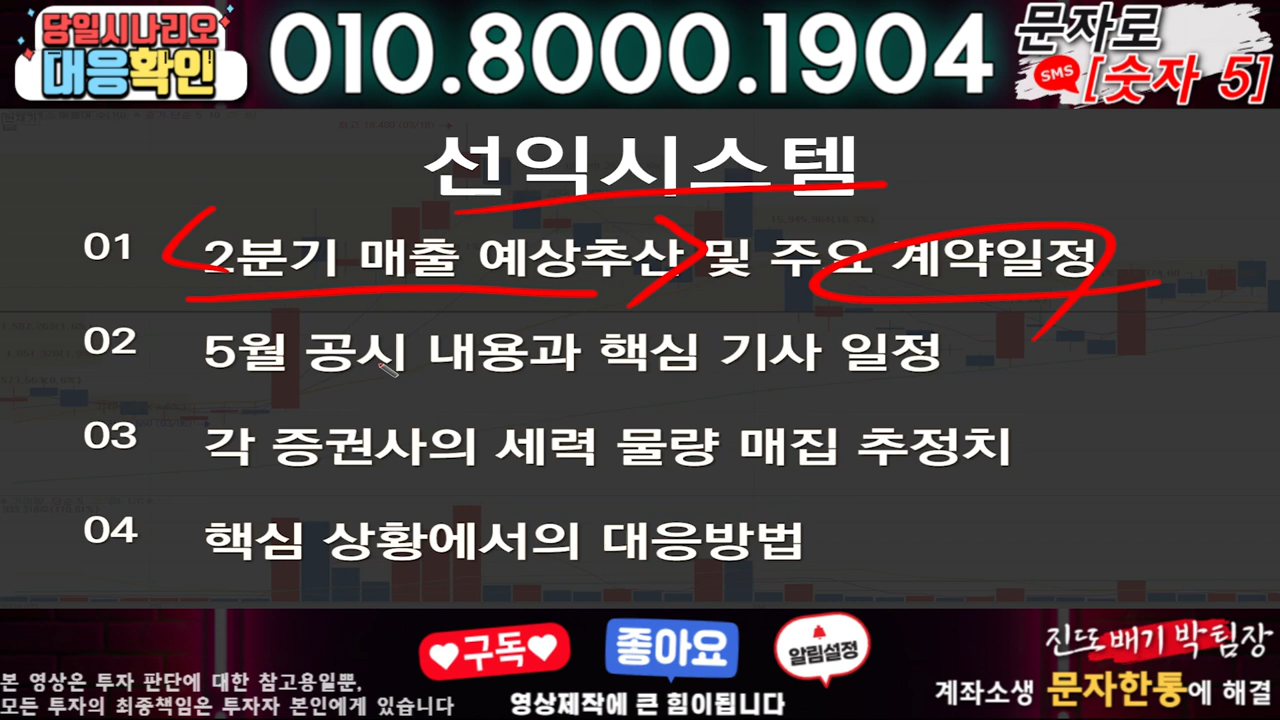 당일시나리오
대응확인
010.8000.1904
문자로
SMS
[숫자 5]
선익시스템
01 2분기 매출 예상추산 및 주요 계약일정
02 5월 공시 내용과 핵심 기사 일정
03 각 증권사의 세력 물량 매집 추정치
04 핵심 상황에서의 대응방법
구독
좋아요
알림설정
영상제작에 큰 힘이됩니다
본 영상은 투자 판단에 대한 참고용일뿐,
모든 투자의 최종책임은 투자자 본인에게 있습니다
진또배기 박팀장
계좌소생 문자한통에 해결